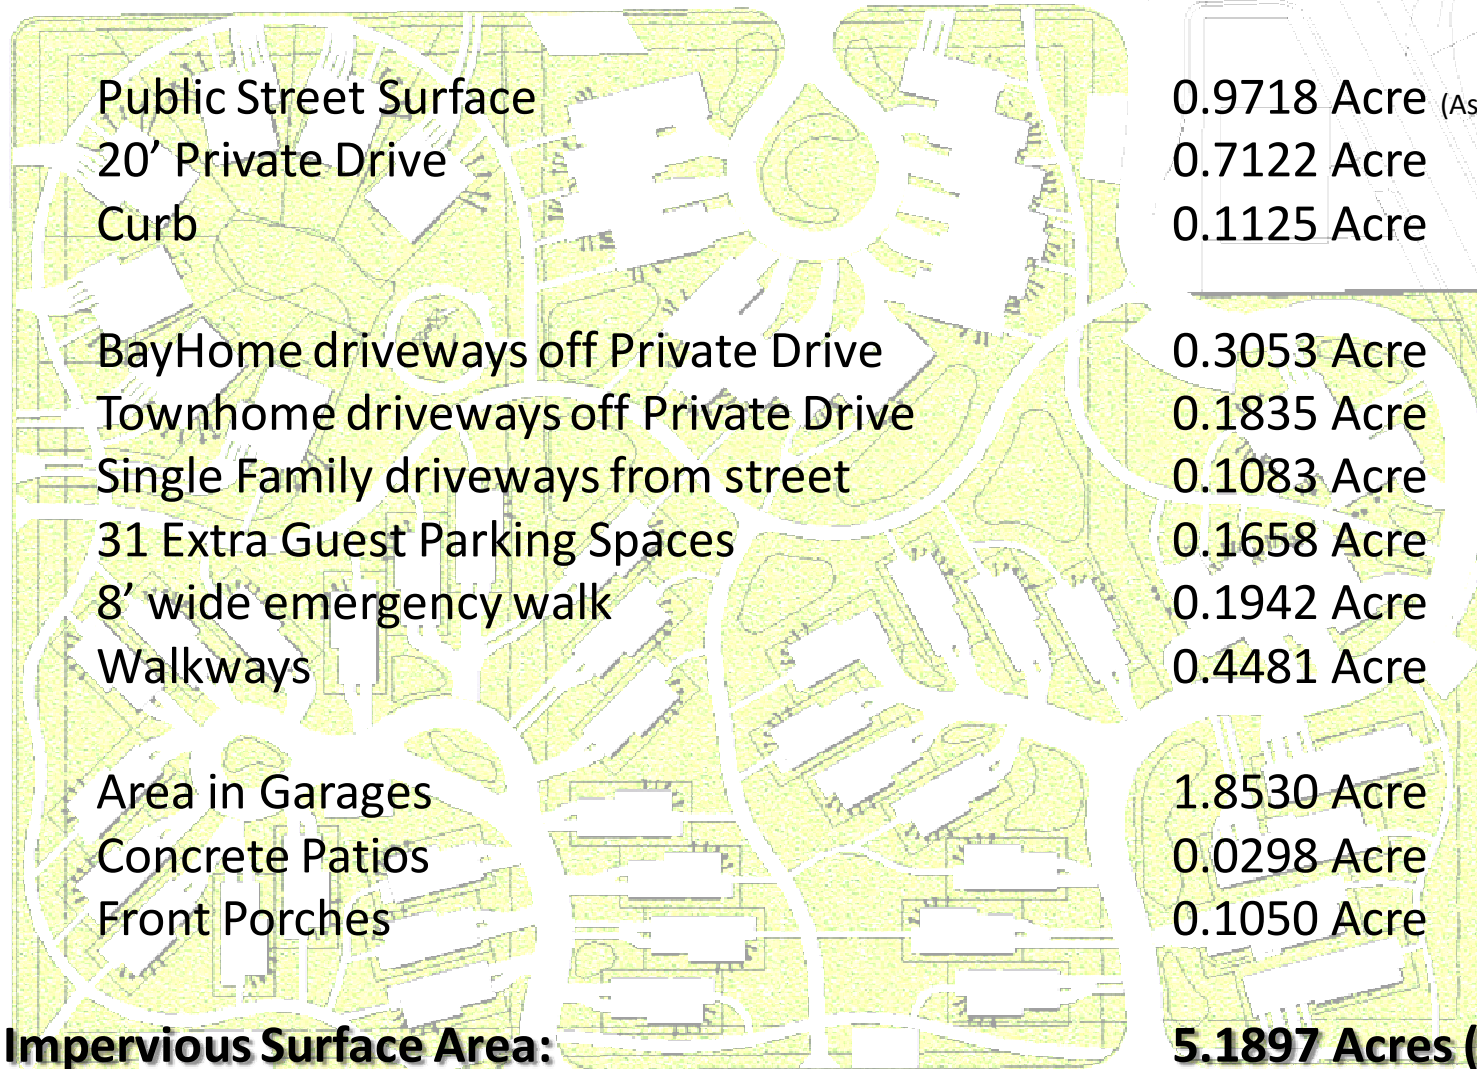 Public Street Surface 0.9718 Acre (As
20’ Private Drive 0.7122 Acre
Curb 0.1125 Acre
BayHome driveways off Private Drive 0.3053 Acre
Townhome driveways off Private Drive 0.1835 Acre
Single Family driveways from street 0.1083 Acre
31 Extra Guest Parking Spaces 0.1658 Acre
8’ wide emergency walk 0.1942 Acre
Walkways 0.4481 Acre
Area in Garages 1.8530 Acre
Concrete Patios 0.0298 Acre
Front Porches 0.1050 Acre
Impervious Surface Area: 5.1897 Acres (